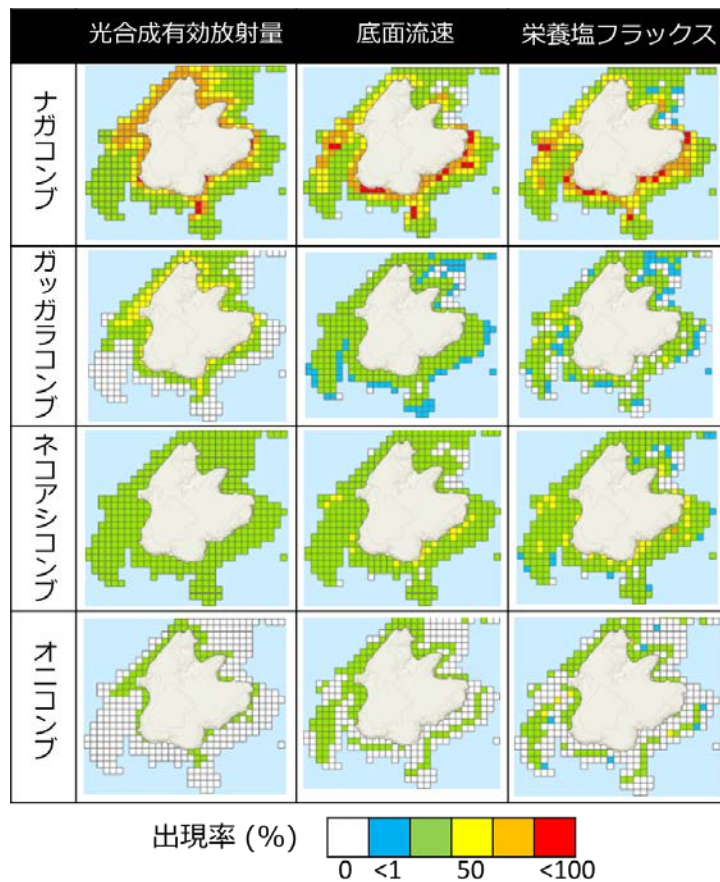 光合成有効放射量
底面流速
栄養塩フラックス
ナガコンブ
ガッガラコンブ
ネコアシコンブ
オニコンブ
出現率 (%)
0 <1 50 <100